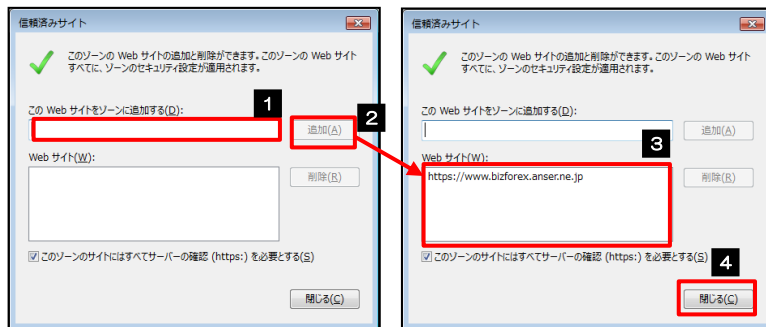 信頼済みサイト
このゾーンの Web サイトの追加と削除ができます。このゾーンの Web サイト
すべてに、ゾーンのセキュリティ設定が適用されます。
1
この Web サイトをゾーンに追加する(D):
追加(A)
2
Web サイト(W):
削除(R)
このゾーンのサイトにはすべてサーバーの確認 (https:) を必要とする(S)
閉じる(C)
信頼済みサイト
このゾーンの Web サイトの追加と削除ができます。このゾーンの Web サイト
すべてに、ゾーンのセキュリティ設定が適用されます。
この Web サイトをゾーンに追加する(D):
追加(A)
3
Web サイト(W):
https://www.bizforex.anser.ne.jp
削除(R)
このゾーンのサイトにはすべてサーバーの確認 (https:) を必要とする(S)
4
閉じる(C)